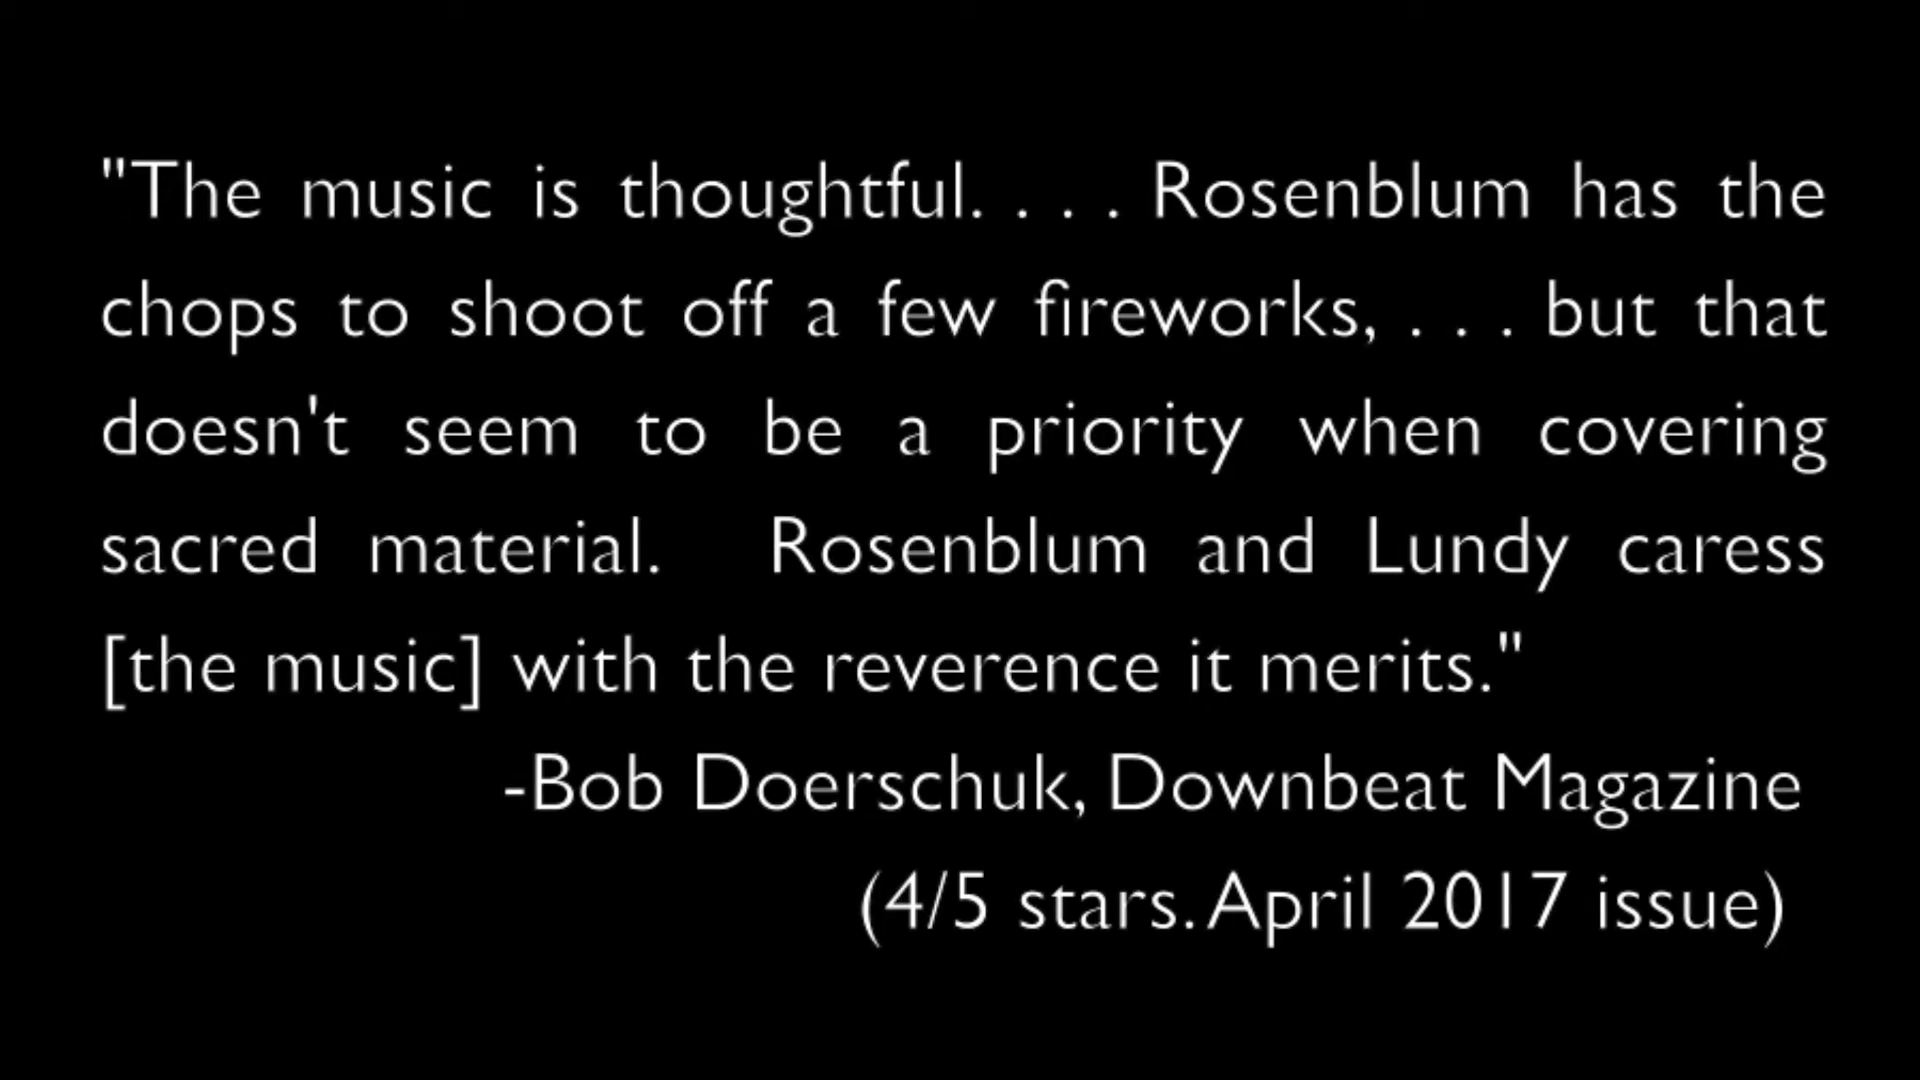 "The music is thoughtful. . . . Rosenblum has the
chops to shoot off a few fireworks, . . . but that
doesn't seem to be a priority when covering
sacred material. Rosenblum and Lundy caress
[the music] with the reverence it merits."
-Bob Doerschuk, Downbeat Magazine
(4/5 stars. April 2017 issue)